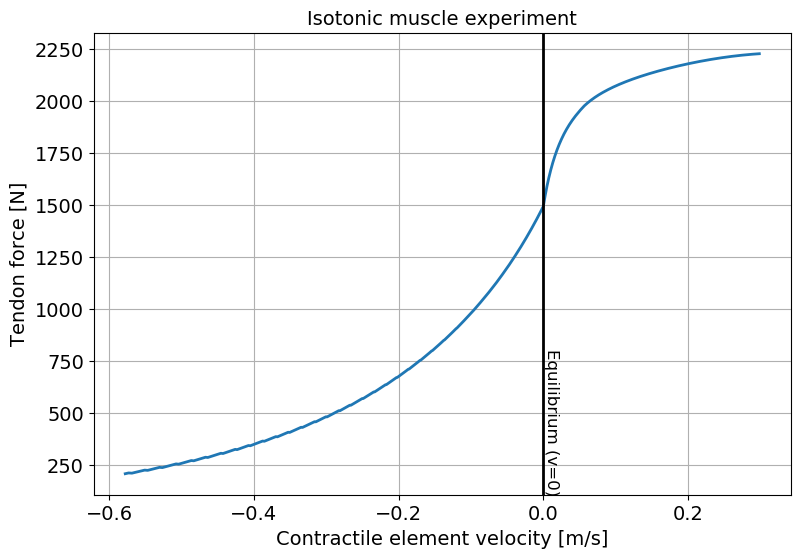 Isotonic muscle experiment
Tendon force [N]
2250
2000
1750
1500
1250
1000
750
500
250
Equilibrium (v=0)
−0.6 −0.4 −0.2 0.0 0.2
Contractile element velocity [m/s]